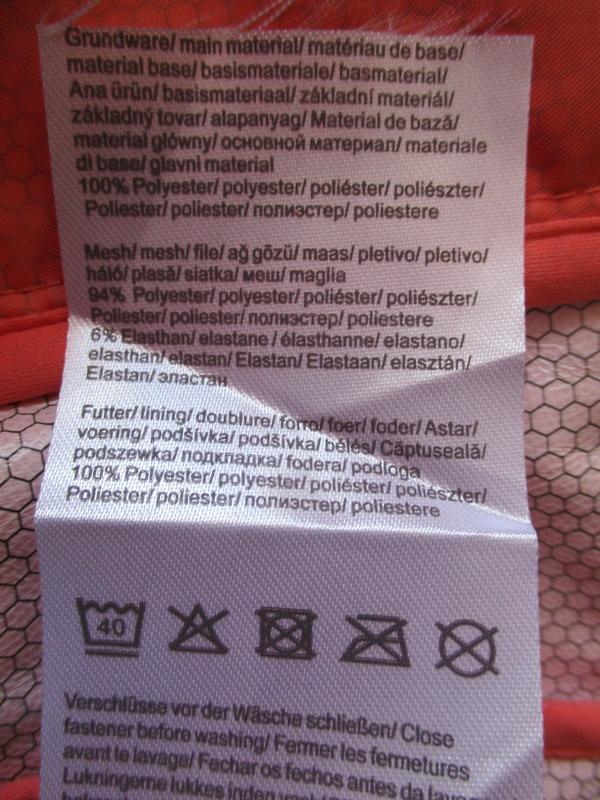 Grundware/ main material/ matériau de base/
material base/ basismateriale/ basmaterial/
Ana ürün/ basismateriaal/ základní materiál/
základný tovar/ alapanyag/ Material de bază/
materiał główny/ основной материал/ materiale
di base/ glavni material
100% Polyester/ polyester/ poliéster/ poliészter/
Poliester/ poliester/ полиэстер/ poliestere
Mesh/ mesh/ file/ ağ gözü/ maas/ pletivo/ pletivo/
háló/ plasă/ siatka/ меш/ maglia
94% Polyester/ polyester/ poliéster/ poliészter/
Poliester/ poliester/ полиэстер/ poliestere
6% Elasthan/ elastane / élasthanne/ elastano/
elasthan/ elastan/ Elastan/ Elastaan/ elasztán/
Elastan/ эластан
Futter/ lining/ doublure/ forro/ foer/ foder/ Astar/
voering/ podšívka/ podšívka/ bélés/ Căptuseală/
podszewka/ подкладка/ fodera/ podloga
100% Polyester/ polyester/ poliéster/ poliészter/
Poliester/ poliester/ полиэстер/ poliestere
40
Verschlüsse vor der Wäsche schließen/ Close
fastener before washing/ Fermer les fermetures
avant le lavage/ Fechar os fechos antes da
Lukningerne lukkes inden